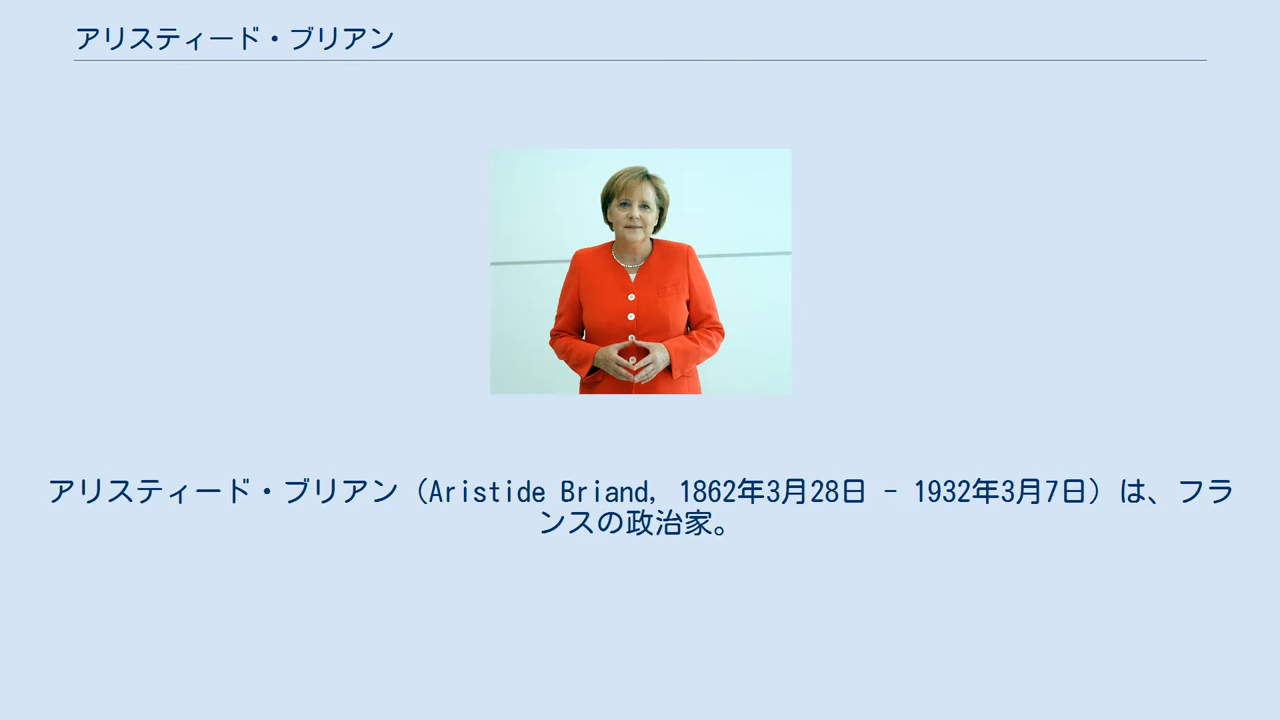 アリスティード・ブリアン
アリスティード・ブリアン（Aristide Briand, 1862年3月28日 - 1932年3月7日）は、フラ
ンスの政治家。